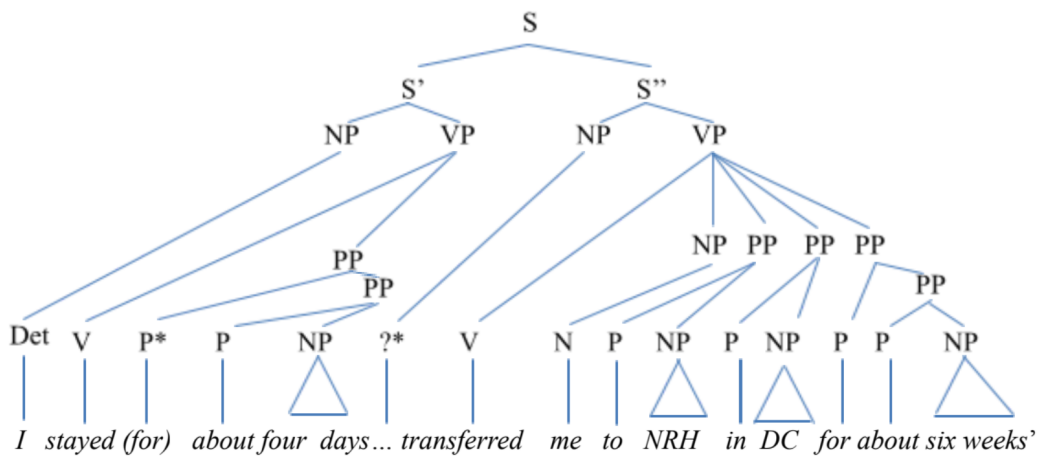 S
S’ S”
NP VP NP VP
NP PP PP PP
PP
PP PP
Det V P* P NP ?* V N P NP P NP P P NP
I stayed (for) about four days... transferred me to NRH in DC for about six weeks’